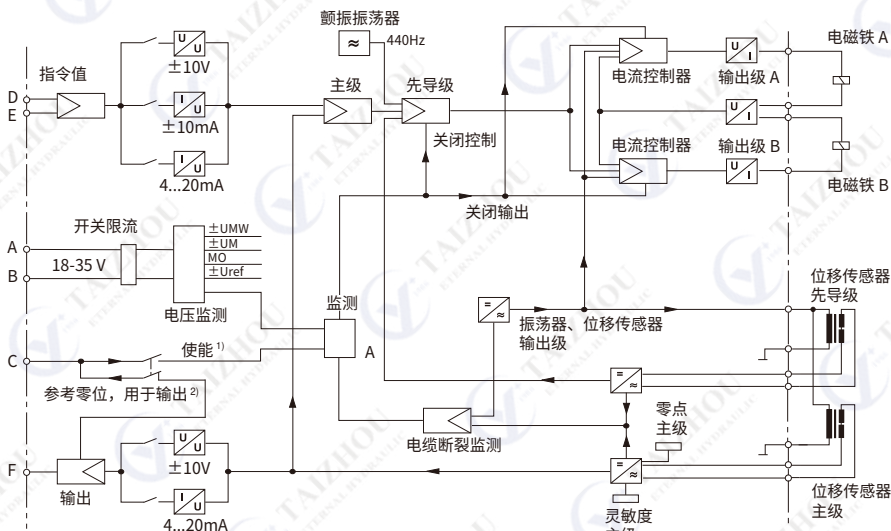 颤振振荡器
440Hz
电磁铁 A
指令值
U
U
±10V
U
I
电流控制器
输出级 A
D
E
I
U
±10mA
主级
先导级
U
I
关闭控制
电流控制器
输出级 B
U
I
I
U
4...20mA
电磁铁 B
关闭输出
开关限流
±UMW
±UM
MO
±Uref
A
18-35 V
B
电压监测
监测
A
位移传感器
先导级
振荡器、位移传感器
输出级
使能 1)
C
参考零位，用于输出 2)
零点
主级
电缆断裂监测
F
U
U
±10V
输出
I
U
4...20mA
灵敏度
位移传感器
主级
TAIZHOU
ETERNAL HYDRAULIC